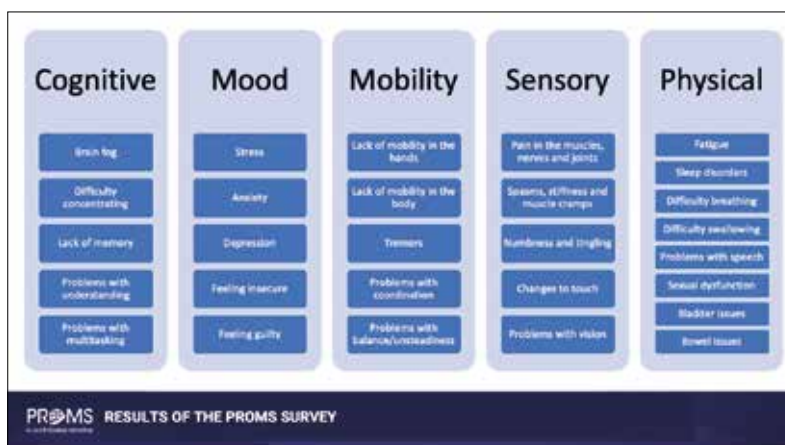 Cognitive
Brain fog
Difficulty
concentrating
Lack of memory
Problems with
understanding
Problems with
multitasking
Mood
Stress
Anxiety
Depression
Feeling insecure
Feeling guilty
Mobility
Lack of mobility in the
hands
Lack of mobility in the
body
Tremors
Problems with
coordination
Problems with
balance/unsteadiness
Sensory
Pain in the muscles,
nerves and joints
Spasms, stiffness and
muscle cramps
Numbness and tingling
Changes to touch
Problems with vision
Physical
Fatigue
Sleep disorders
Difficulty breathing
Difficulty swallowing
Problems with speech
Sexual dysfunction
Bladder issues
Bowel issues
PROMS RESULTS OF THE PROMS SURVEY